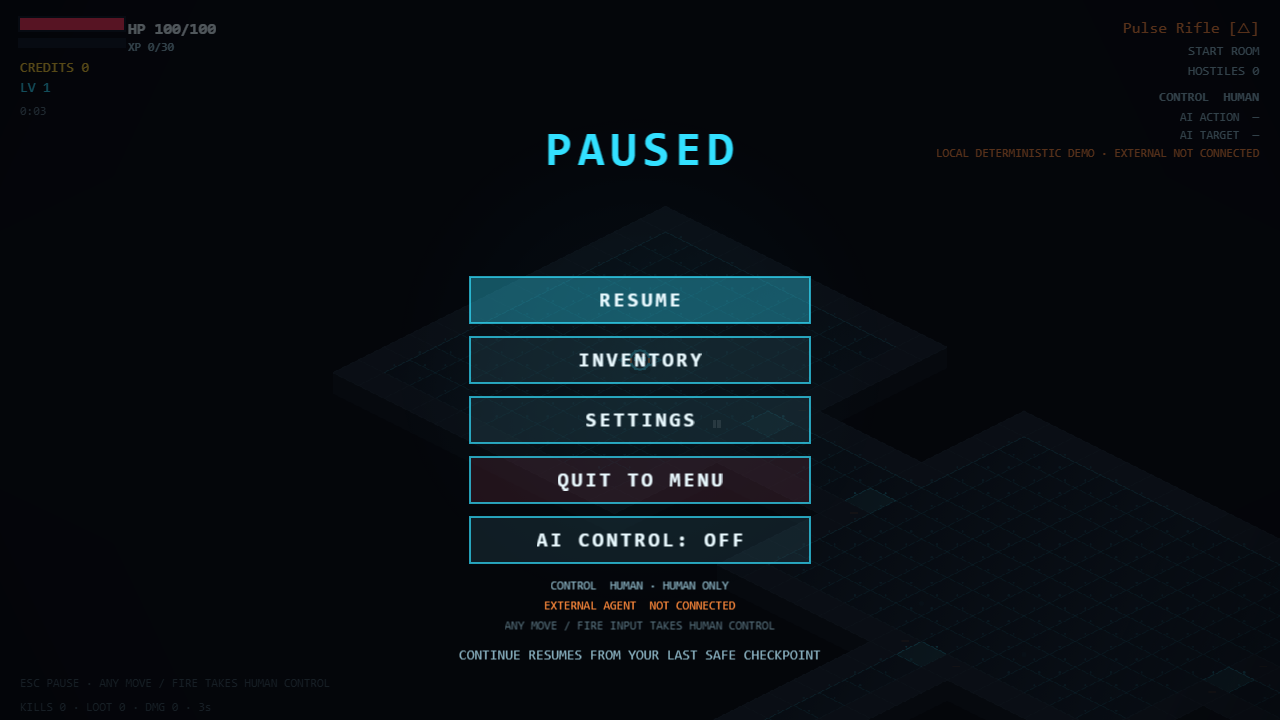 HP 100/100
XP 0/30
CREDITS 0
LV 1
0:03
Pulse Rifle [△]
START ROOM
HOSTILES 0
CONTROL HUMAN
AI ACTION —
AI TARGET —
LOCAL DETERMINISTIC DEMO · EXTERNAL NOT CONNECTED
PAUSED
RESUME
INVENTORY
SETTINGS
QUIT TO MENU
AI CONTROL: OFF
CONTROL HUMAN · HUMAN ONLY
EXTERNAL AGENT NOT CONNECTED
ANY MOVE / FIRE INPUT TAKES HUMAN CONTROL
CONTINUE RESUMES FROM YOUR LAST SAFE CHECKPOINT
ESC PAUSE · ANY MOVE / FIRE TAKES HUMAN CONTROL
KILLS 0 · LOOT 0 · DMG 0 · 3s